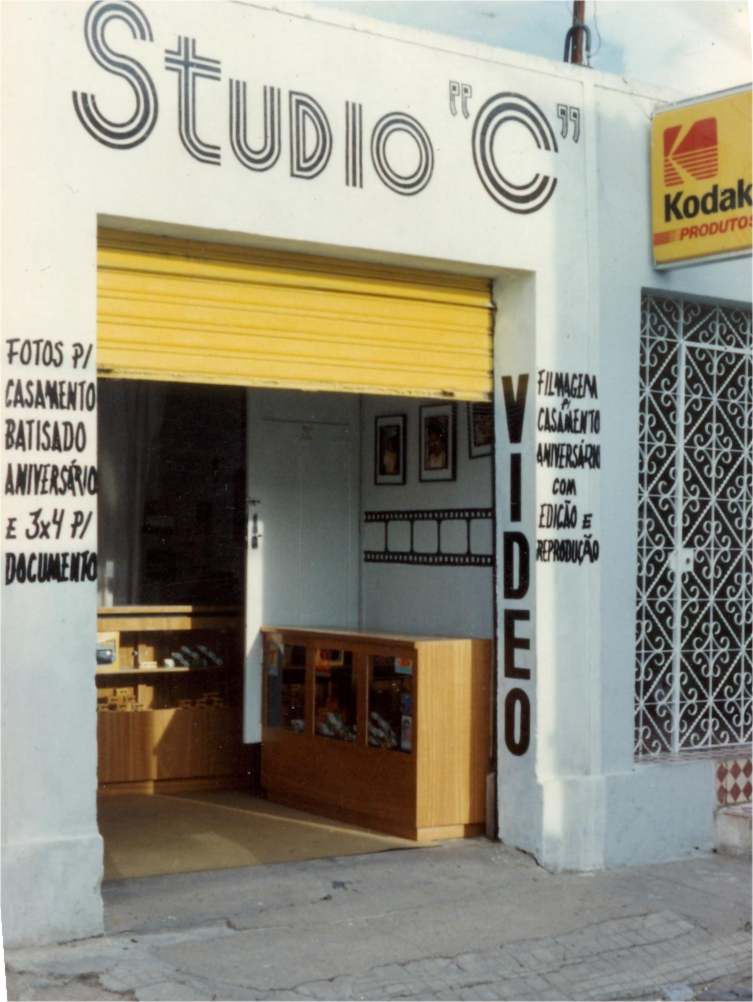 STUDIO "C"
Kodak
PRODUTOS
FOTOS P/
CASAMENTO
BATISADO
ANIVERSÁRIO
E 3x4 P/
DOCUMENTO
VIDEO
FILMAGEM
P/
CASAMENTO
ANIVERSÁRIO
COM
EDIÇÃO E
REPRODUÇÃO